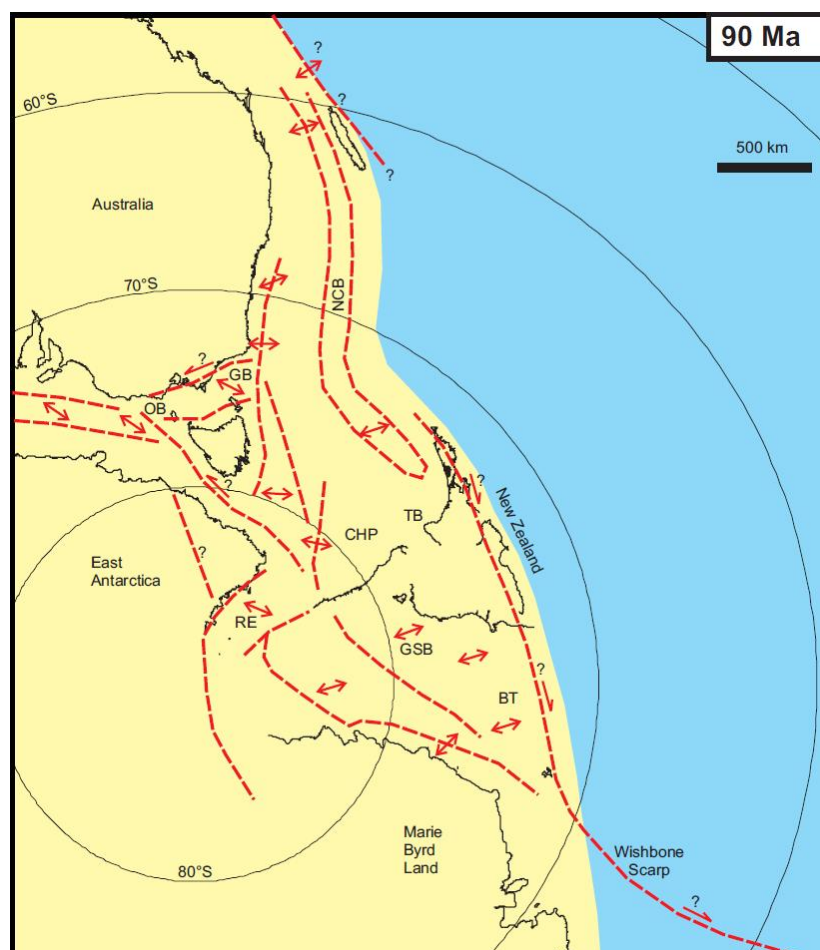 90 Ma
?
60°S
?
500 km
?
Australia
70°S
NCB
?
GB
OB
?
?
New Zealand
TB
CHP
East
Antarctica
?
RE
GSB
?
BT
Marie
Byrd
Land
Wishbone
Scarp
80°S
?